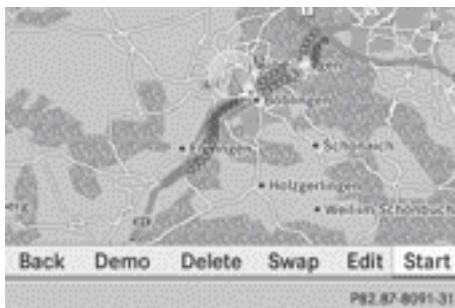 Böblingen
Ehningen
Schönaich
Holzgerlingen
Weil im Schönbuch
Back Demo Delete Swap Edit Start
P82.87-8091-31